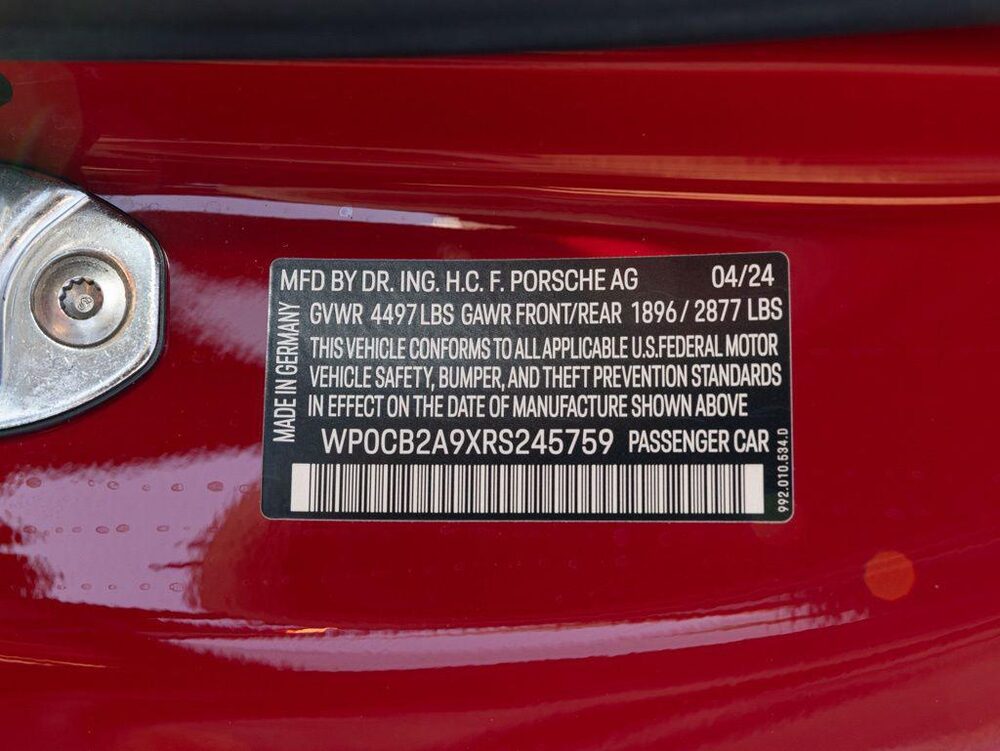 MFD BY DR. ING. H.C. F. PORSCHE AG 04/24
GVWR 4497 LBS GAWR FRONT/REAR 1896 / 2877 LBS
THIS VEHICLE CONFORMS TO ALL APPLICABLE U.S.FEDERAL MOTOR
VEHICLE SAFETY, BUMPER, AND THEFT PREVENTION STANDARDS
IN EFFECT ON THE DATE OF MANUFACTURE SHOWN ABOVE
WP0CB2A9XRS245759 PASSENGER CAR
MADE IN GERMANY
992.010.534.D